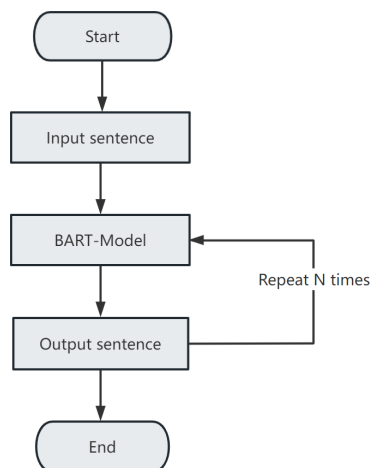 Start
Input sentence
BART-Model
Repeat N times
Output sentence
End